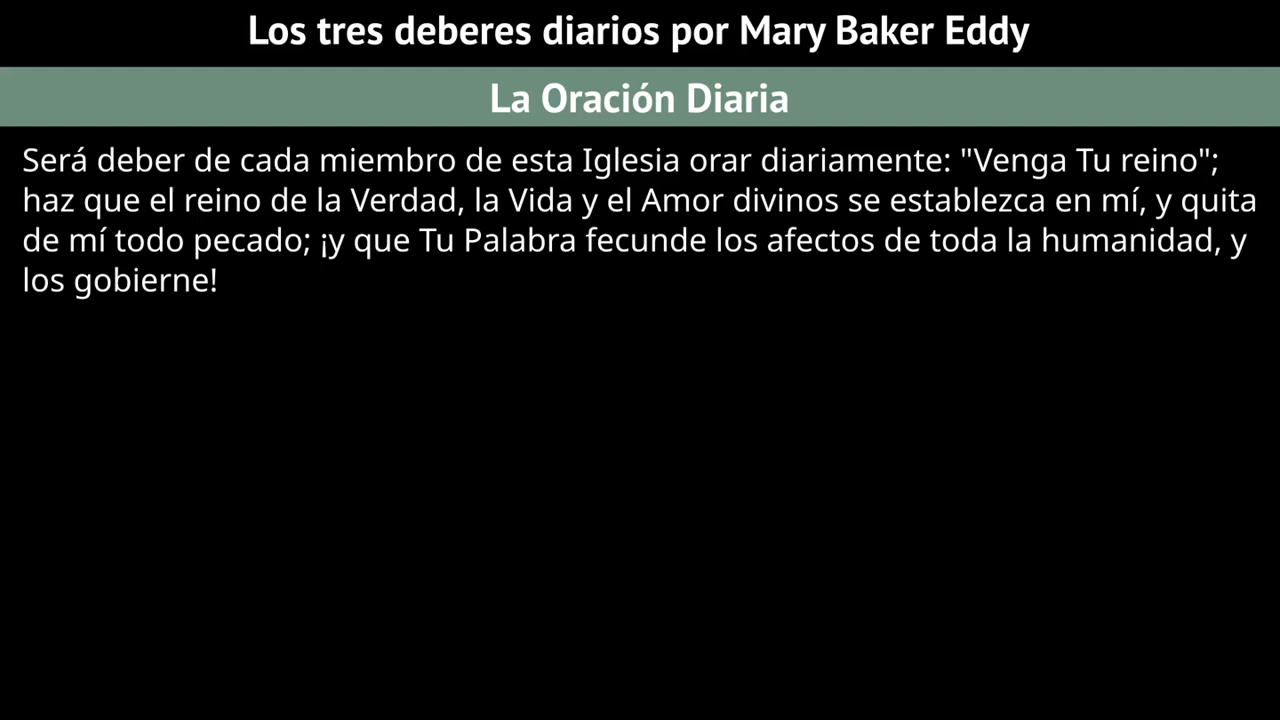 Los tres deberes diarios por Mary Baker Eddy
La Oración Diaria
Será deber de cada miembro de esta Iglesia orar diariamente: "Venga Tu reino";
haz que el reino de la Verdad, la Vida y el Amor divinos se establezca en mí, y quita
de mí todo pecado; ¡y que Tu Palabra fecunde los afectos de toda la humanidad, y
los gobierne!